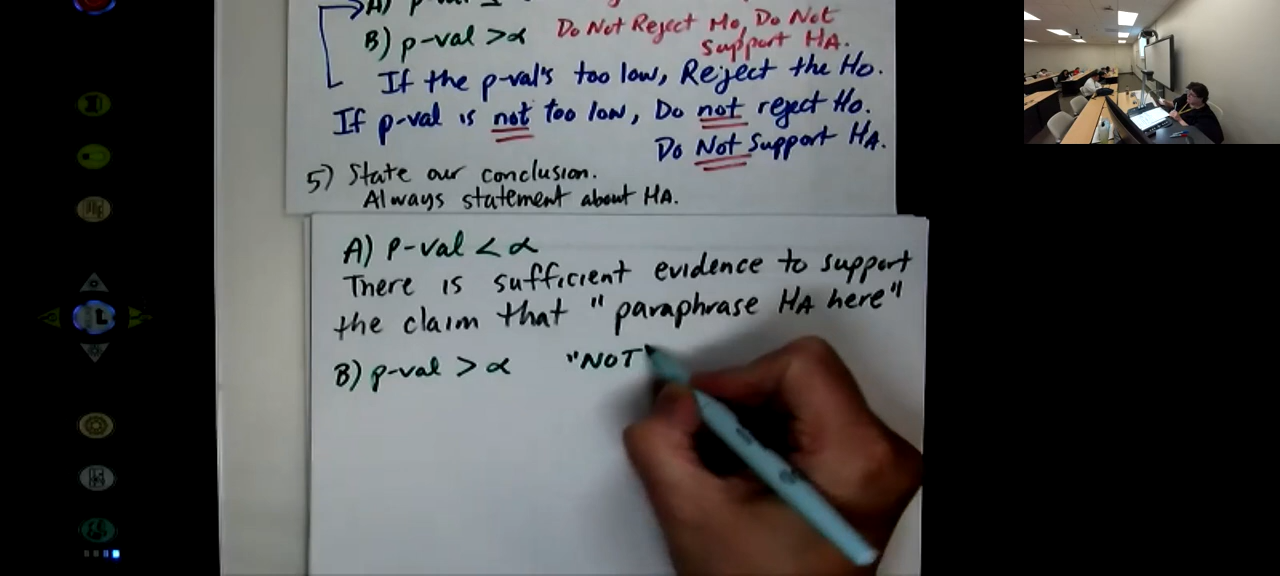 A) p-val
B) p-val > α Do Not Reject Ho, Do Not
Support HA.
If the p-val's too low, Reject the Ho.
If p-val is not too low, Do not reject Ho.
Do Not Support HA.
5) State our conclusion.
Always statement about HA.
A) P-val < α
There is sufficient evidence to support
the claim that "paraphrase HA here"
B) p-val > α "NOT"